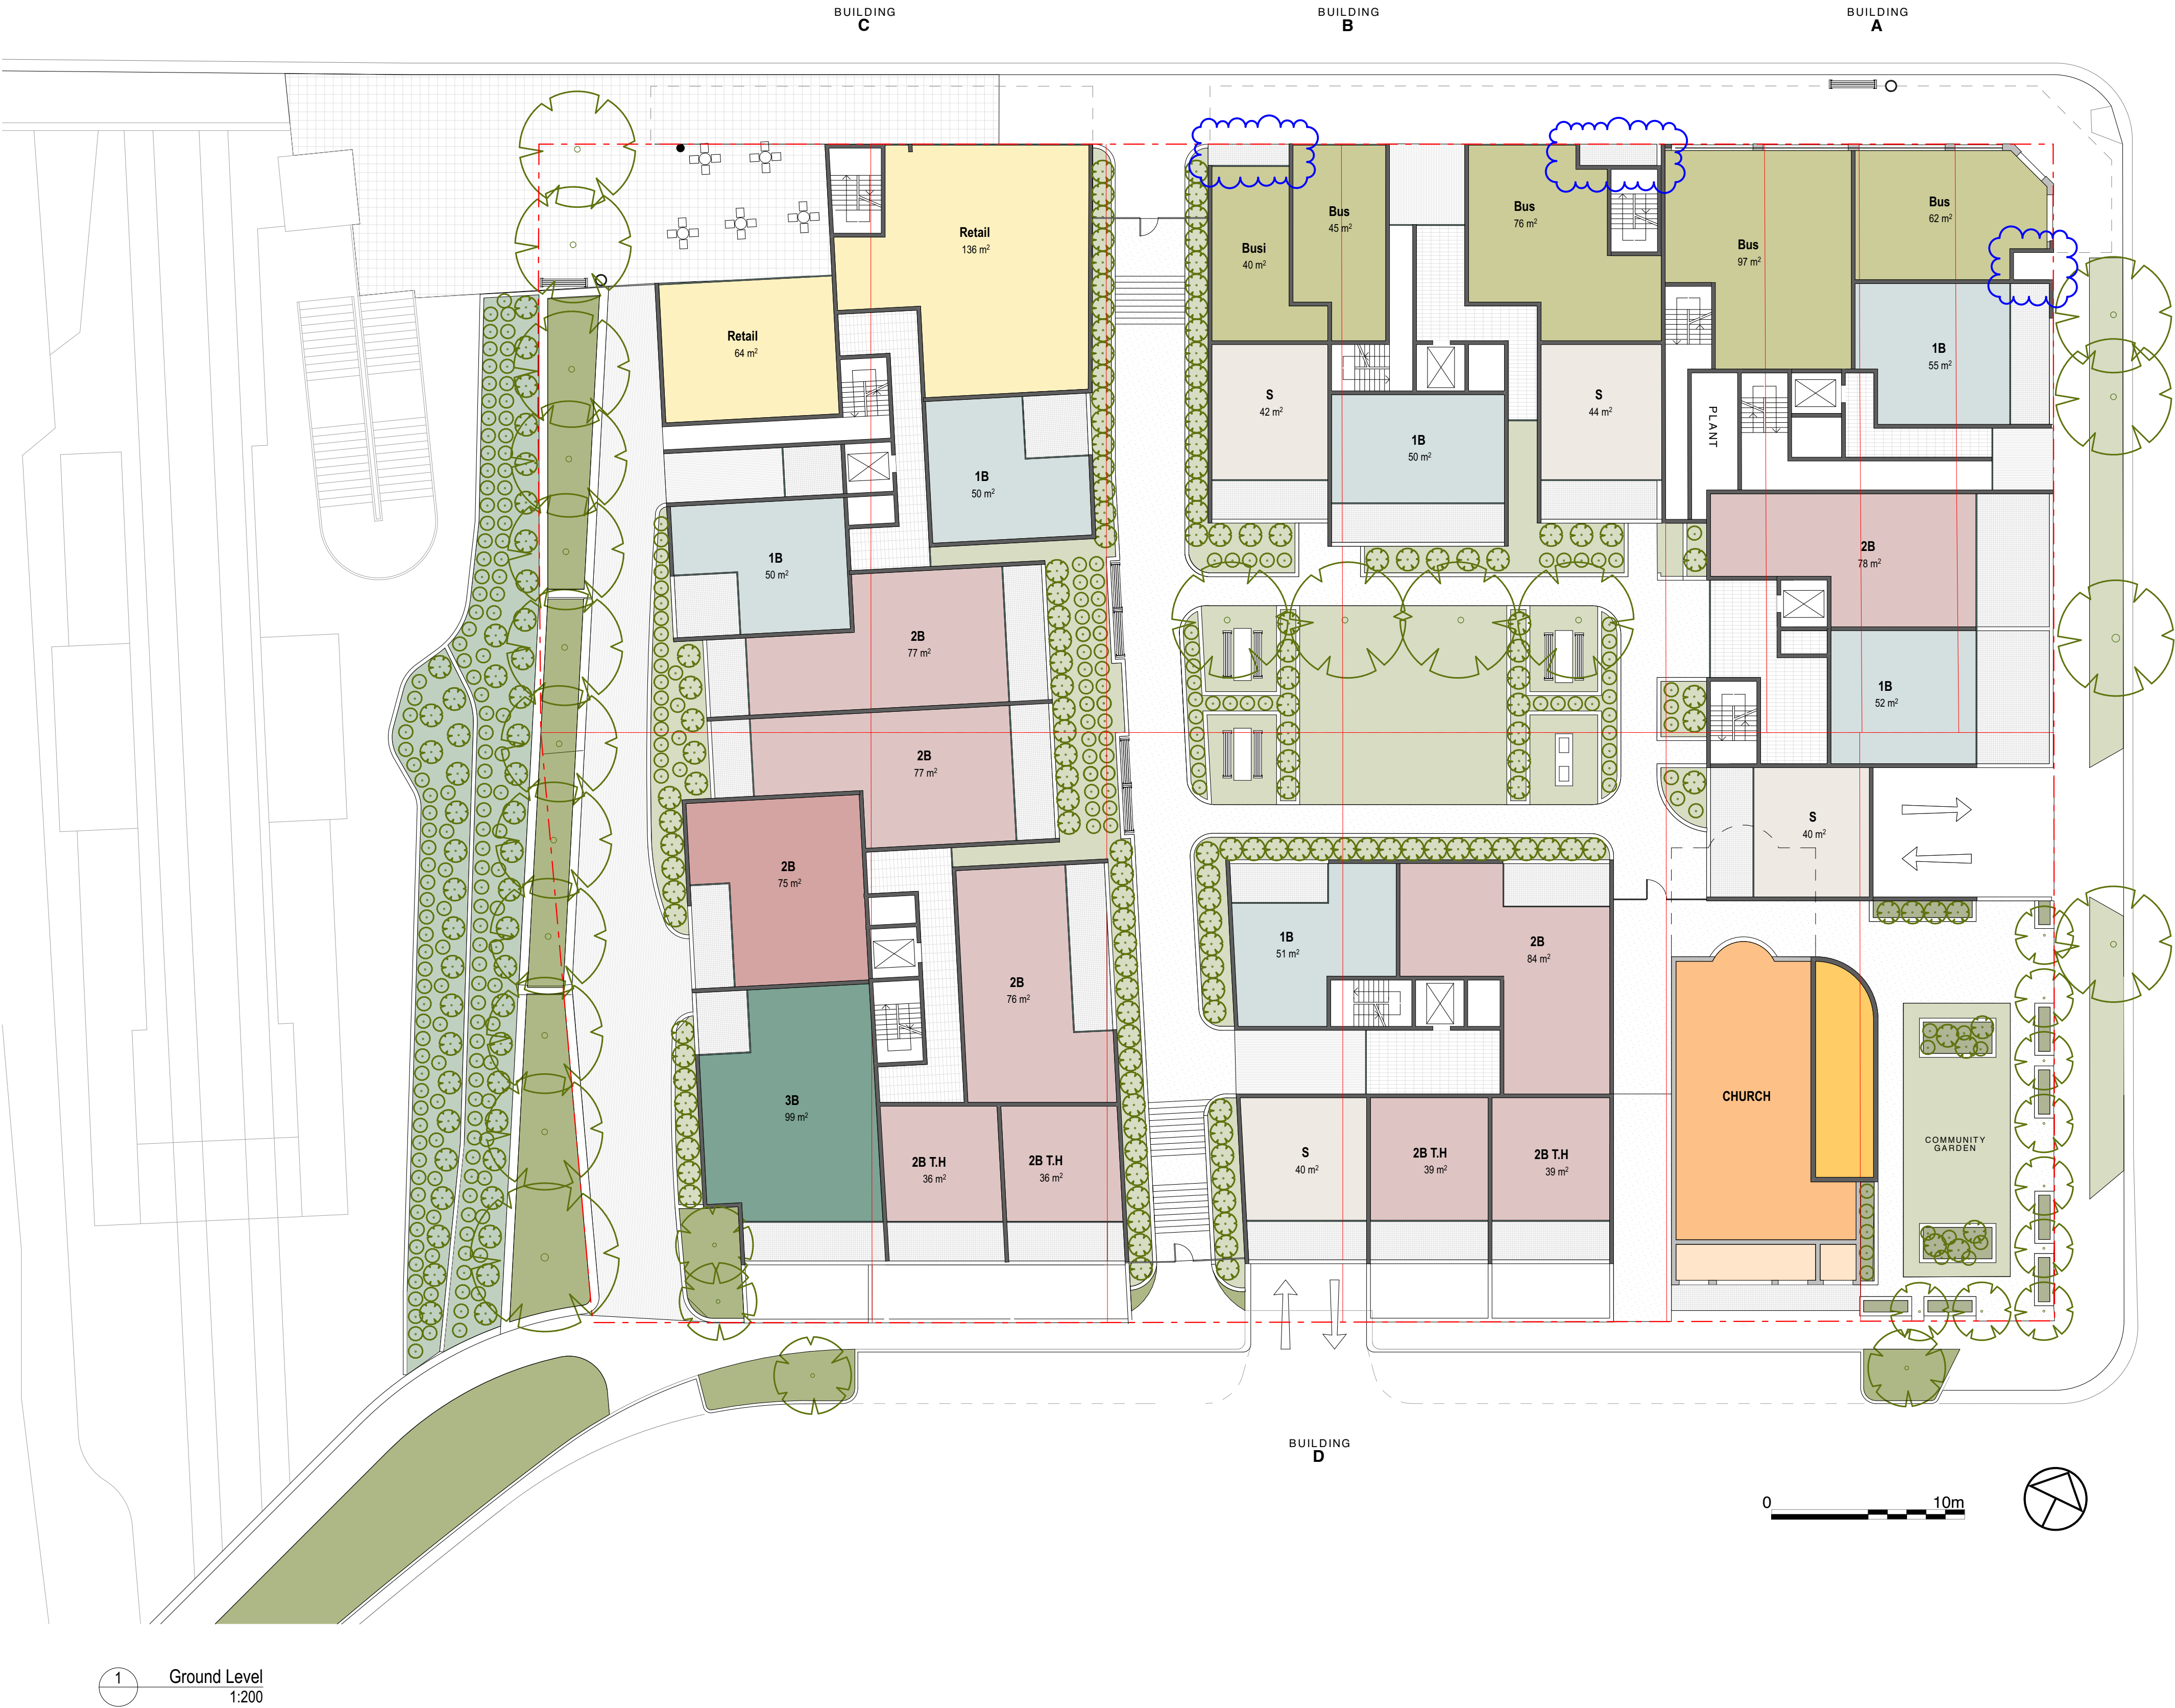 BUILDING
C
BUILDING
B
BUILDING
A
Retail
136 m²
Retail
64 m²
1B
50 m²
1B
50 m²
2B
77 m²
2B
77 m²
2B
75 m²
2B
76 m²
3B
99 m²
2B T.H
36 m²
2B T.H
36 m²
Busi
40 m²
Bus
45 m²
Bus
76 m²
Bus
97 m²
Bus
62 m²
S
42 m²
1B
50 m²
S
44 m²
PLANT
1B
55 m²
2B
78 m²
1B
52 m²
S
40 m²
1B
51 m²
2B
84 m²
S
40 m²
2B T.H
39 m²
2B T.H
39 m²
CHURCH
COMMUNITY
GARDEN
BUILDING
D
0 10m
1 Ground Level
1:200